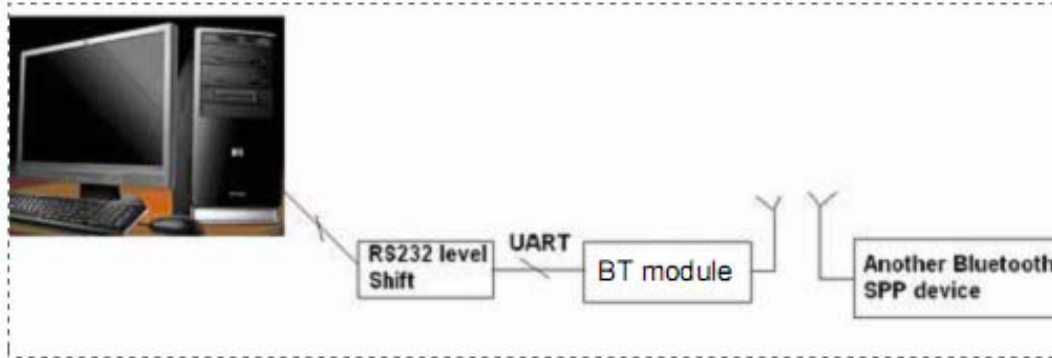 RS232 level
Shift
UART
BT module
Another Bluetooth
SPP device